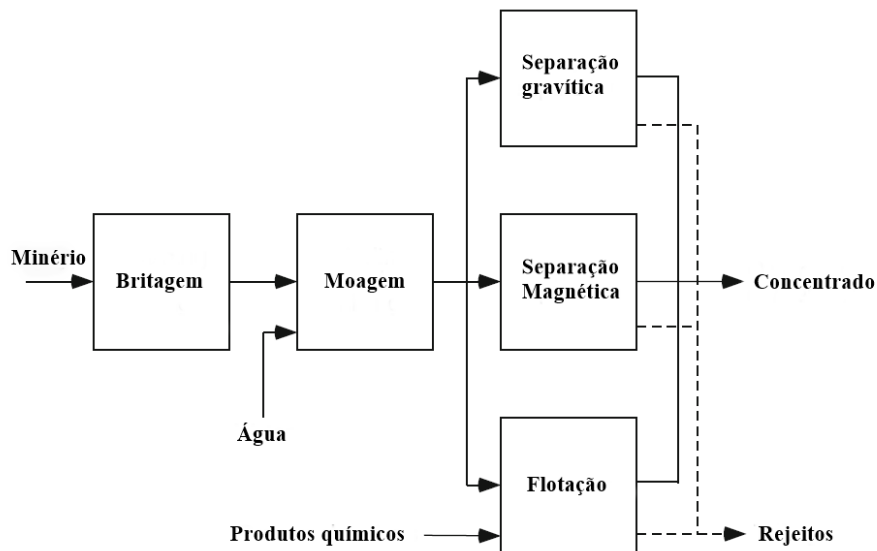 Separação
gravítica
Minério
Britagem
Moagem
Separação
Magnética
Concentrado
Água
Flotação
Produtos químicos
Rejeitos